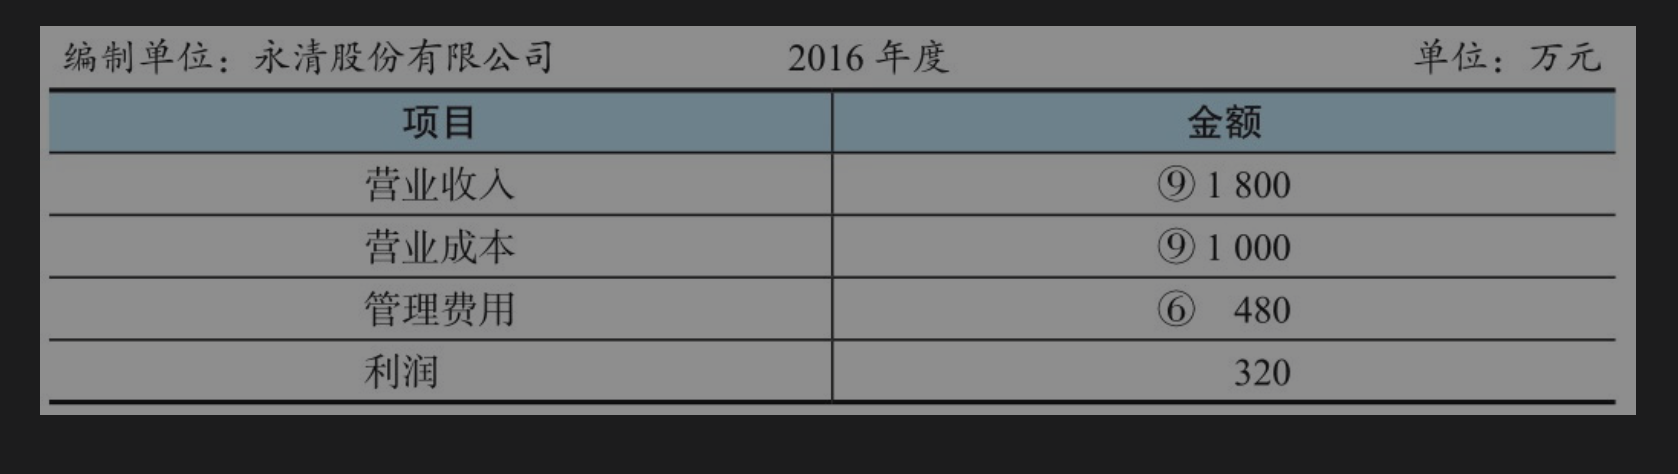 编制单位：永清股份有限公司 2016 年度 单位：万元
项目 金额
营业收入 ⑨ 1 800
营业成本 ⑨ 1 000
管理费用 ⑥ 480
利润 320